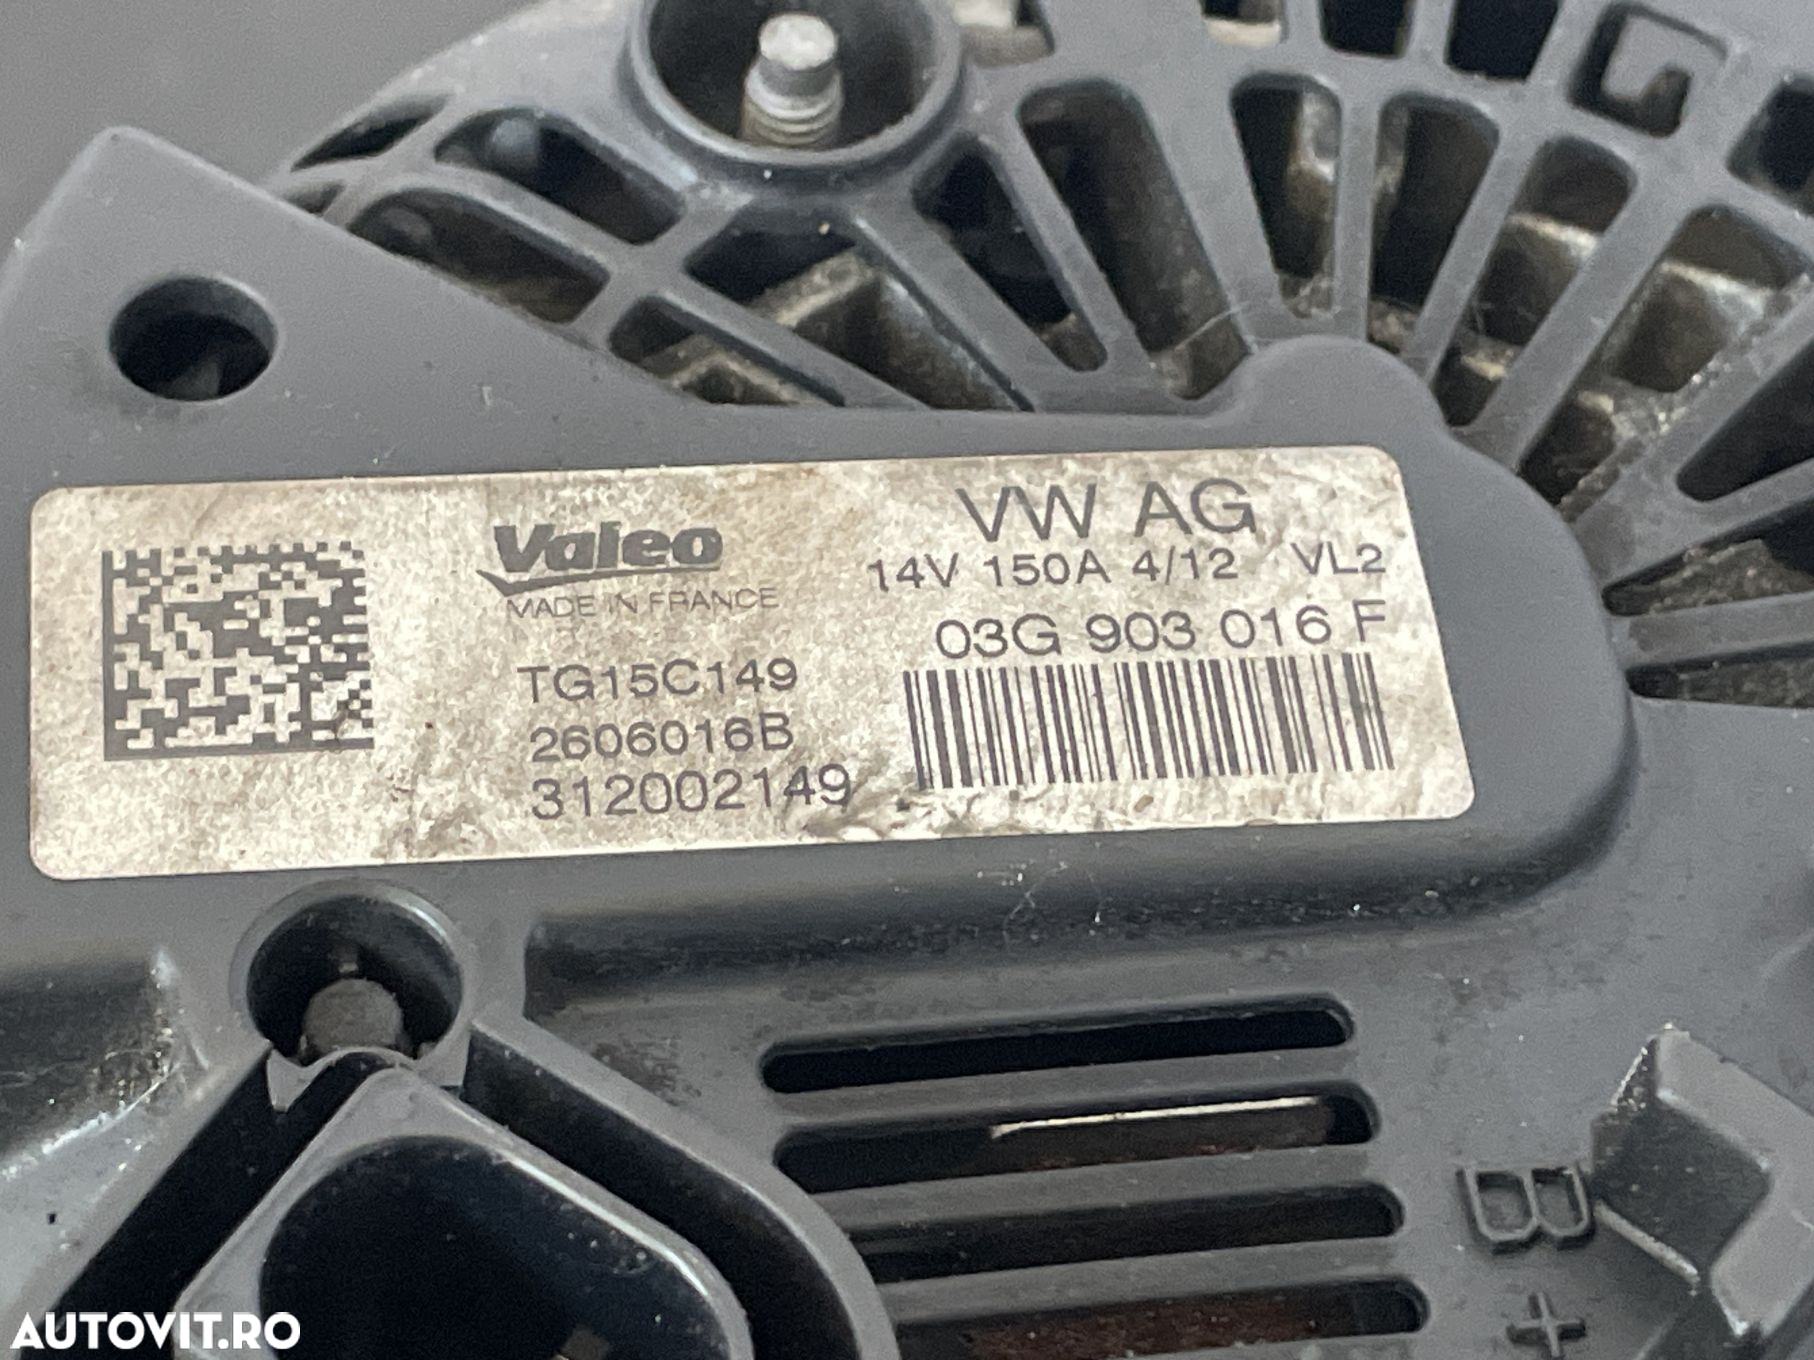 Valeo
MADE IN FRANCE
TG15C149
2606016B
312002149
VW AG
14V 150A 4/12 VL2
03G 903 016 F
B
+
AUTOVIT.RO